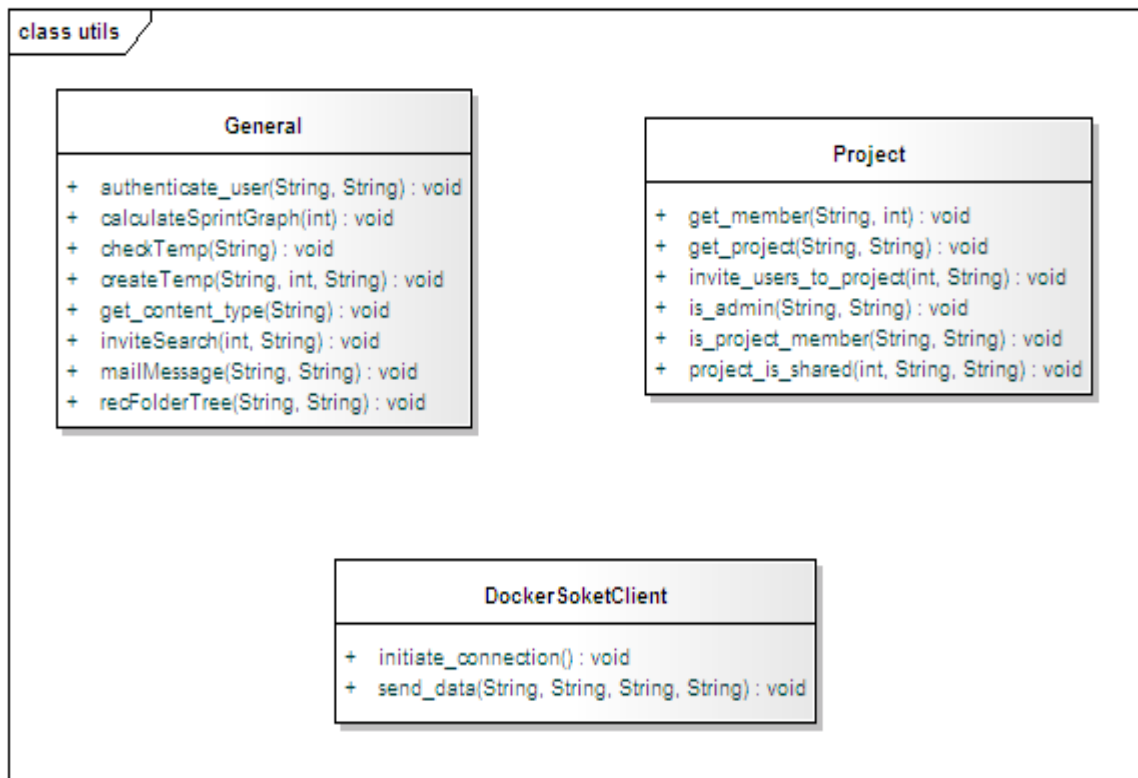 class utils
General
+ authenticate_user(String, String) : void
+ calculateSprintGraph(int) : void
+ checkTemp(String) : void
+ createTemp(String, int, String) : void
+ get_content_type(String) : void
+ inviteSearch(int, String) : void
+ mailMessage(String, String) : void
+ recFolderTree(String, String) : void
Project
+ get_member(String, int) : void
+ get_project(String, String) : void
+ invite_users_to_project(int, String) : void
+ is_admin(String, String) : void
+ is_project_member(String, String) : void
+ project_is_shared(int, String, String) : void
DockerSoketClient
+ initiate_connection() : void
+ send_data(String, String, String, String) : void